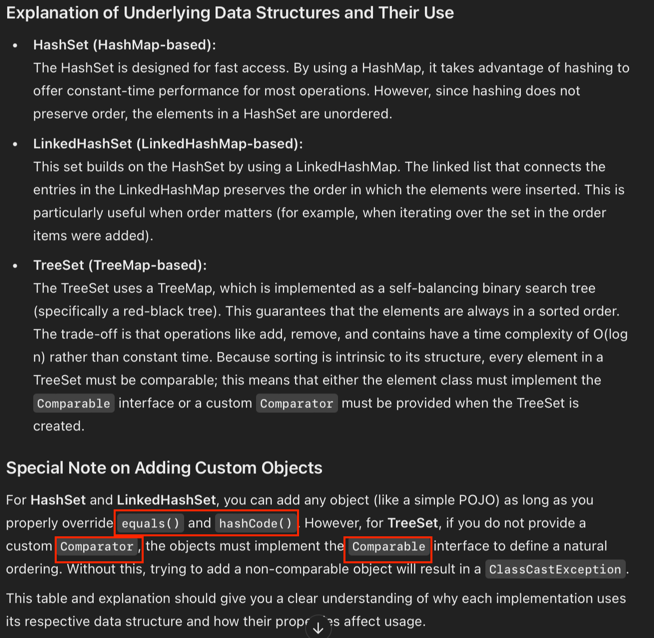 Explanation of Underlying Data Structures and Their Use
• HashSet (HashMap-based):
The HashSet is designed for fast access. By using a HashMap, it takes advantage of hashing to
offer constant-time performance for most operations. However, since hashing does not
preserve order, the elements in a HashSet are unordered.
• LinkedHashSet (LinkedHashMap-based):
This set builds on the HashSet by using a LinkedHashMap. The linked list that connects the
entries in the LinkedHashMap preserves the order in which the elements were inserted. This is
particularly useful when order matters (for example, when iterating over the set in the order
items were added).
• TreeSet (TreeMap-based):
The TreeSet uses a TreeMap, which is implemented as a self-balancing binary search tree
(specifically a red-black tree). This guarantees that the elements are always in a sorted order.
The trade-off is that operations like add, remove, and contains have a time complexity of O(log
n) rather than constant time. Because sorting is intrinsic to its structure, every element in a
TreeSet must be comparable; this means that either the element class must implement the
Comparable interface or a custom Comparator must be provided when the TreeSet is
created.
Special Note on Adding Custom Objects
For HashSet and LinkedHashSet, you can add any object (like a simple POJO) as long as you
properly override equals() and hashCode(). However, for TreeSet, if you do not provide a
custom Comparator, the objects must implement the Comparable interface to define a natural
ordering. Without this, trying to add a non-comparable object will result in a ClassCastException.
This table and explanation should give you a clear understanding of why each implementation uses
its respective data structure and how their affect usage.